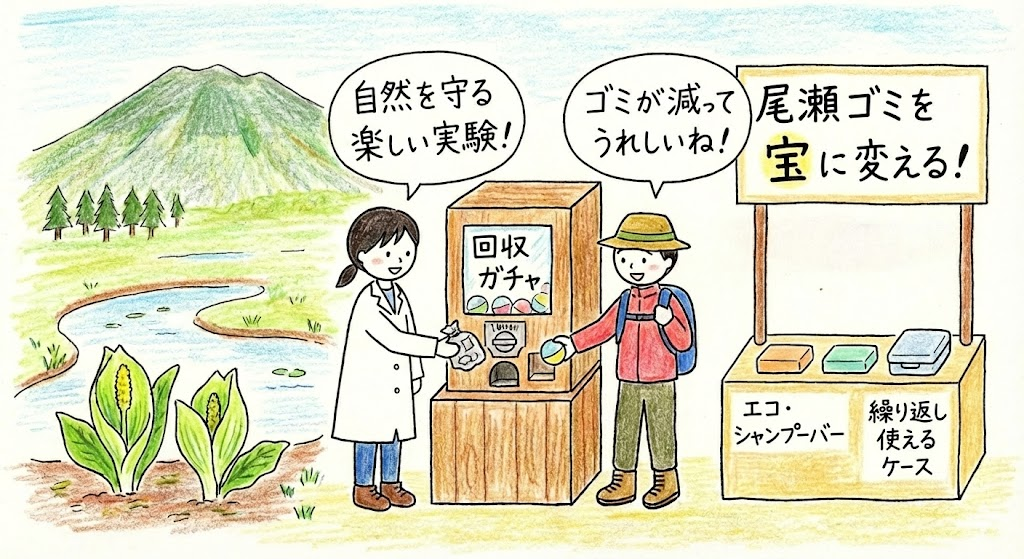 自然を守る
楽しい実験!
ゴミが減って
うれしいね!
尾瀬ゴミを
宝に変える!
回収
ガチャ
エコ・
シャンプーバー
繰り返し
使える
ケース